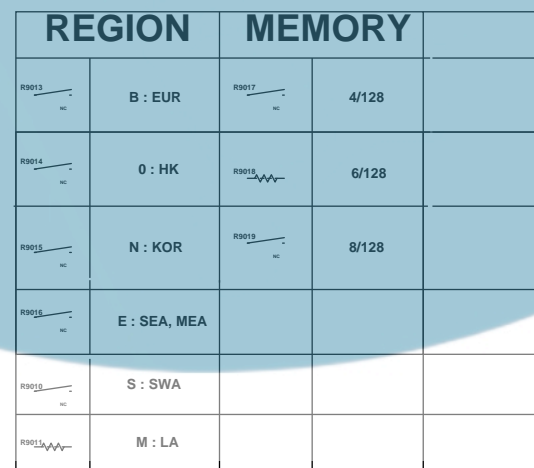 REGION MEMORY
R9013 NC B : EUR R9017 NC 4/128
R9014 NC 0 : HK R9018 6/128
R9015 NC N : KOR R9019 NC 8/128
R9016 NC E : SEA, MEA
R9010 NC S : SWA
R9011 M : LA